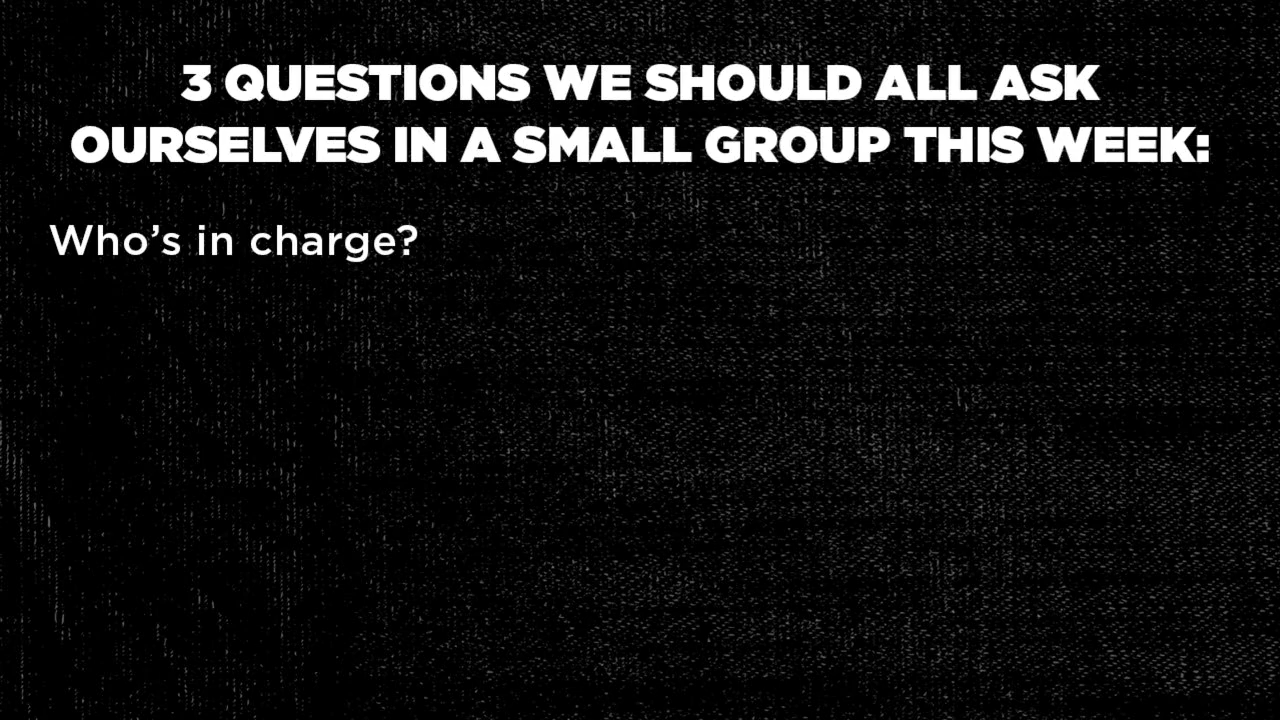 3 QUESTIONS WE SHOULD ALL ASK
OURSELVES IN A SMALL GROUP THIS WEEK:
Who’s in charge?